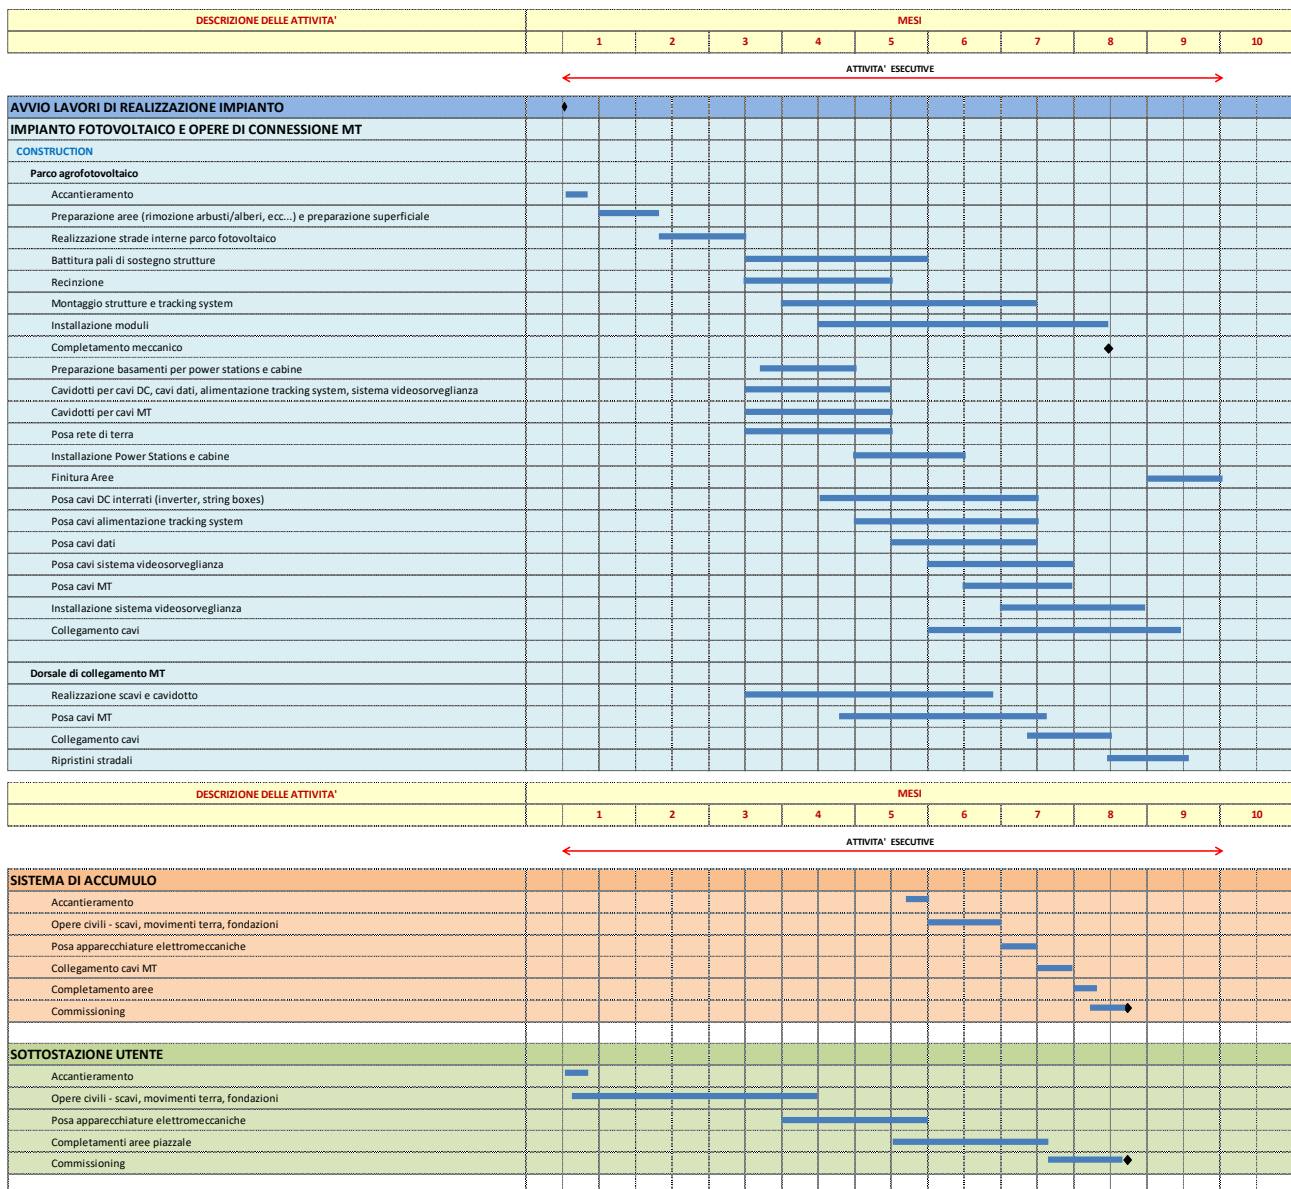 DESCRIZIONE DELLE ATTIVITA' MESI
1 2 3 4 5 6 7 8 9 10
ATTIVITA' ESECUTIVE
AVVIO LAVORI DI REALIZZAZIONE IMPIANTO
IMPIANTO FOTOVOLTAICO E OPERE DI CONNESSIONE MT
CONSTRUCTION
Parco agrofotovoltaico
Accantieramento
Preparazione aree (rimozione arbusti/alberi, ecc...) e preparazione superficiale
Realizzazione strade interne parco fotovoltaico
Battitura pali di sostegno strutture
Recinzione
Montaggio strutture e tracking system
Installazione moduli
Completamento meccanico
Preparazione basamenti per power stations e cabine
Cavidotti per cavi DC, cavi dati, alimentazione tracking system, sistema videosorveglianza
Cavidotti per cavi MT
Posa rete di terra
Installazione Power Stations e cabine
Finitura Aree
Posa cavi DC interrati (inverter, string boxes)
Posa cavi alimentazione tracking system
Posa cavi dati
Posa cavi sistema videosorveglianza
Posa cavi MT
Installazione sistema videosorveglianza
Collegamento cavi
Dorsale di collegamento MT
Realizzazione scavi e cavidotto
Posa cavi MT
Collegamento cavi
Ripristini stradali
DESCRIZIONE DELLE ATTIVITA' MESI
1 2 3 4 5 6 7 8 9 10
ATTIVITA' ESECUTIVE
SISTEMA DI ACCUMULO
Accantieramento
Opere civili - scavi, movimenti terra, fondazioni
Posa apparecchiature elettromeccaniche
Collegamento cavi MT
Completamento aree
Commissioning
SOTTOSTAZIONE UTENTE
Accantieramento
Opere civili - scavi, movimenti terra, fondazioni
Posa apparecchiature elettromeccaniche
Completamenti aree piazzale
Commissioning